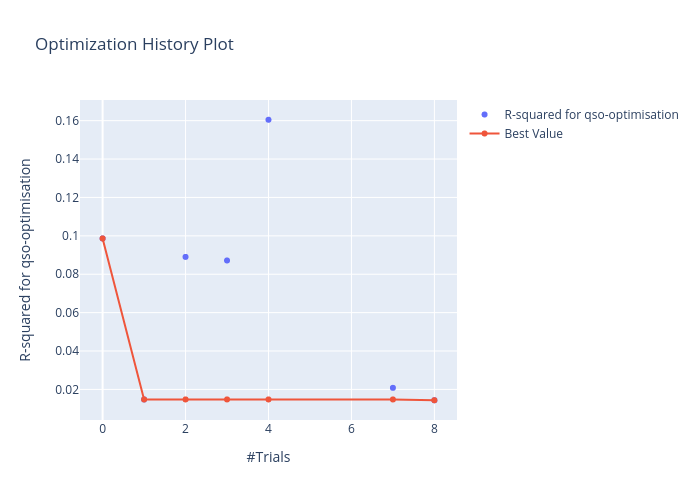 Optimization History Plot
R-squared for qso-optimisation
Best Value
0.16
0.14
0.12
0.1
0.08
0.06
0.04
0.02
R-squared for qso-optimisation
0 2 4 6 8
#Trials